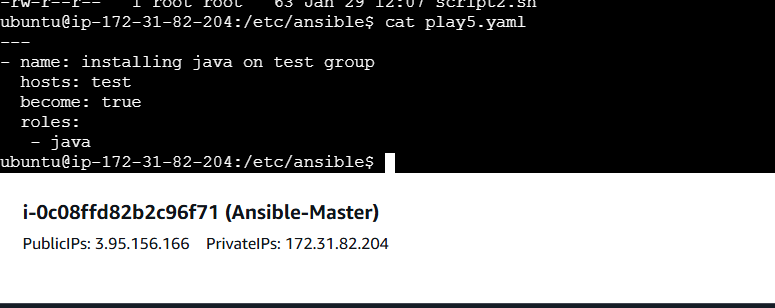 -rw-r--r-- 1 root root 63 Jan 29 12:07 script2.sh
ubuntu@ip-172-31-82-204:/etc/ansible$ cat play5.yaml
---
- name: installing java on test group
  hosts: test
  become: true
  roles:
   - java
ubuntu@ip-172-31-82-204:/etc/ansible$
i-0c08ffd82b2c96f71 (Ansible-Master)
PublicIPs: 3.95.156.166 PrivateIPs: 172.31.82.204